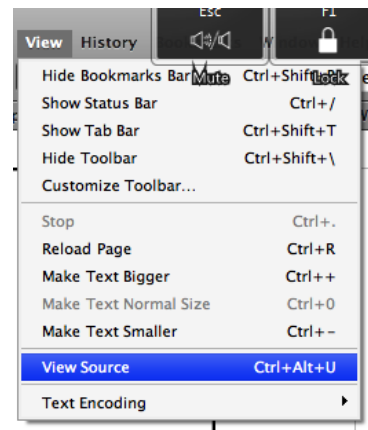 Esc F1
View History
Mute Lock
Hide Bookmarks Bar Ctrl+Shift+
Show Status Bar Ctrl+/
Show Tab Bar Ctrl+Shift+T
Hide Toolbar Ctrl+Shift+\
Customize Toolbar...
Stop Ctrl+.
Reload Page Ctrl+R
Make Text Bigger Ctrl++
Make Text Normal Size Ctrl+0
Make Text Smaller Ctrl+-
View Source Ctrl+Alt+U
Text Encoding